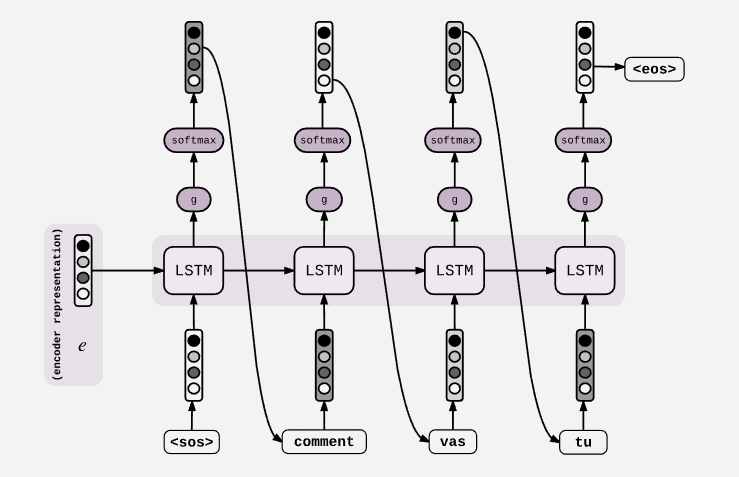 softmax softmax softmax softmax
<eos>
g g g g
(encoder representation)
LSTM LSTM LSTM LSTM
e
<sos> comment vas tu